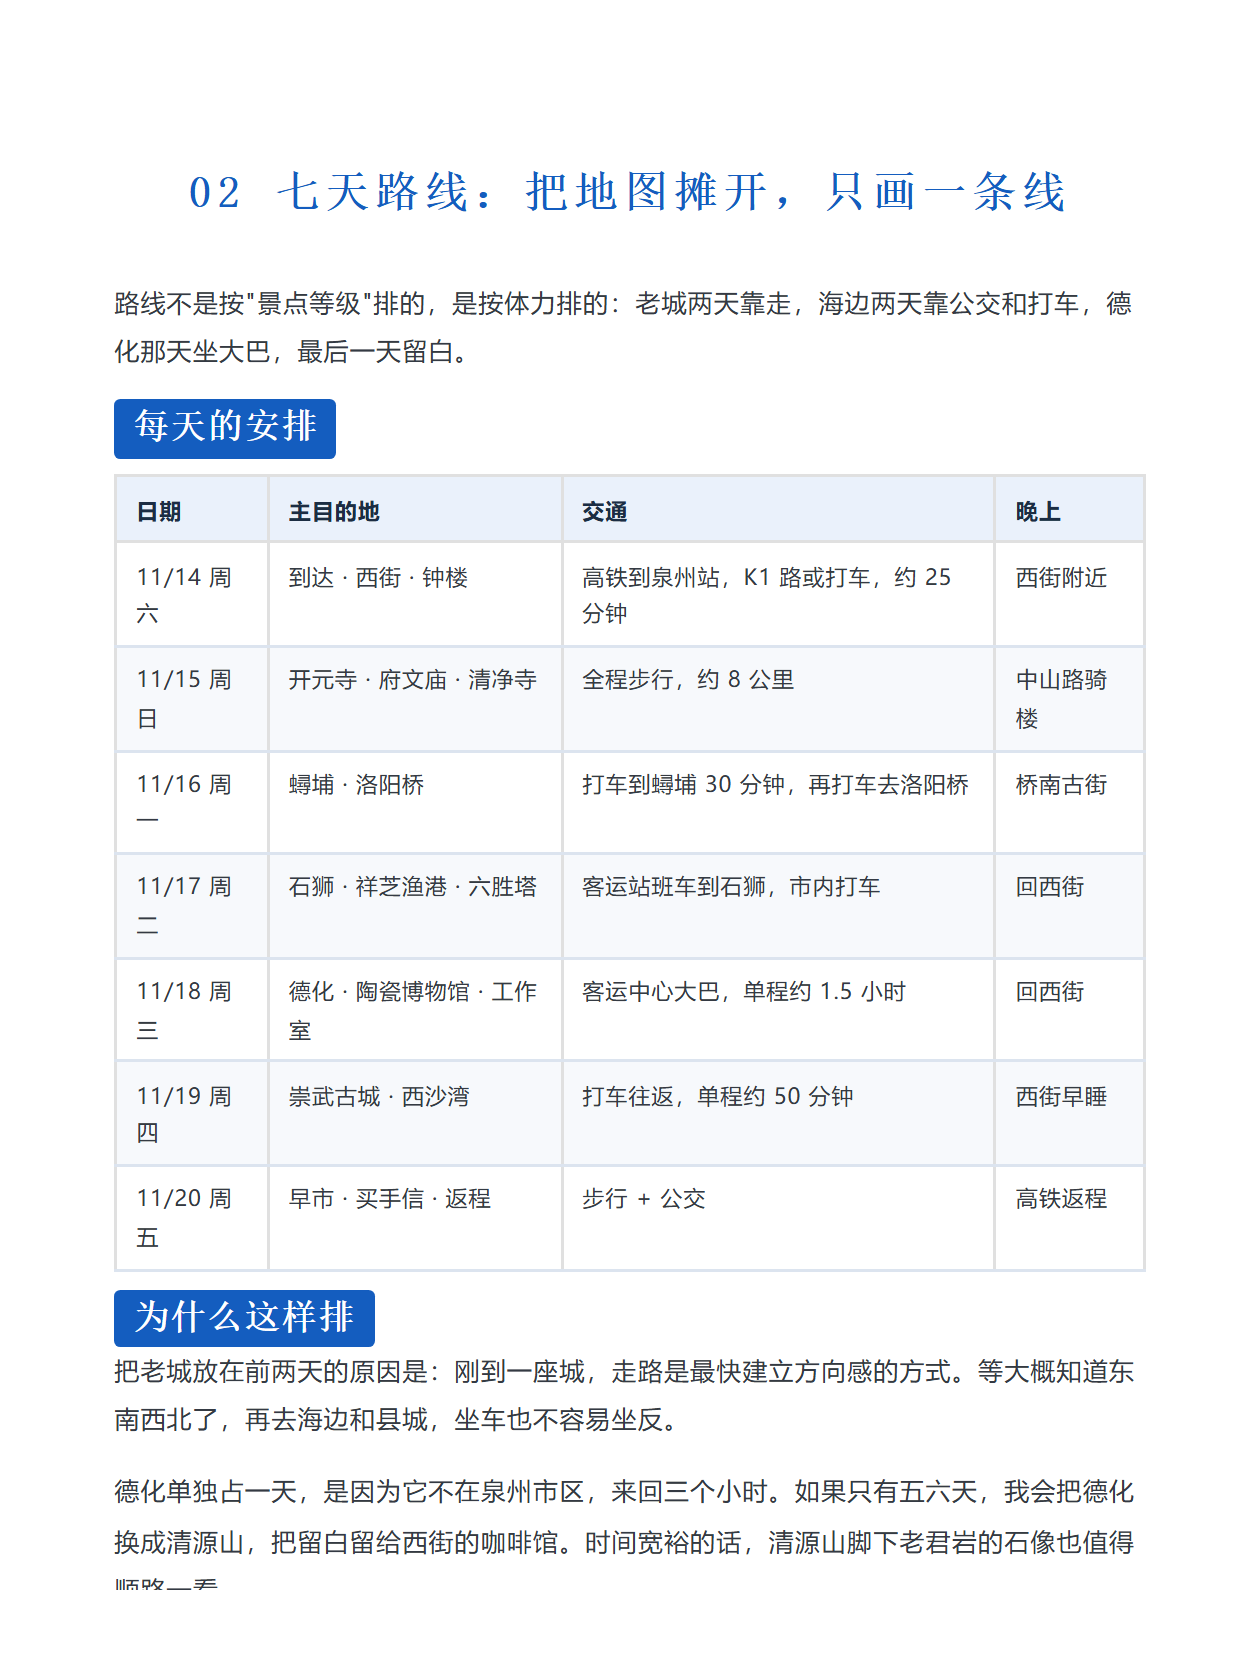 02 七天路线：把地图摊开，只画一条线
路线不是按"景点等级"排的，是按体力排的：老城两天靠走，海边两天靠公交和打车，德
化那天坐大巴，最后一天留白。
每天的安排
日期 主目的地 交通 晚上
11/14 周 到达 · 西街 · 钟楼 高铁到泉州站，K1 路或打车，约 25 西街附近
六 分钟
11/15 周 开元寺 · 府文庙 · 清净寺 全程步行，约 8 公里 中山路骑
日 楼
11/16 周 蟳埔 · 洛阳桥 打车到蟳埔 30 分钟，再打车去洛阳桥 桥南古街
一
11/17 周 石狮 · 祥芝渔港 · 六胜塔 客运站班车到石狮，市内打车 回西街
二
11/18 周 德化 · 陶瓷博物馆 · 工作 客运中心大巴，单程约 1.5 小时 回西街
三 室
11/19 周 崇武古城 · 西沙湾 打车往返，单程约 50 分钟 西街早睡
四
11/20 周 早市 · 买手信 · 返程 步行 + 公交 高铁返程
五
为什么这样排
把老城放在前两天的原因是：刚到一座城，走路是最快建立方向感的方式。等大概知道东
南西北了，再去海边和县城，坐车也不容易坐反。
德化单独占一天，是因为它不在泉州市区，来回三个小时。如果只有五六天，我会把德化
换成清源山，把留白留给西街的咖啡馆。时间宽裕的话，清源山脚下老君岩的石像也值得
顺路一看